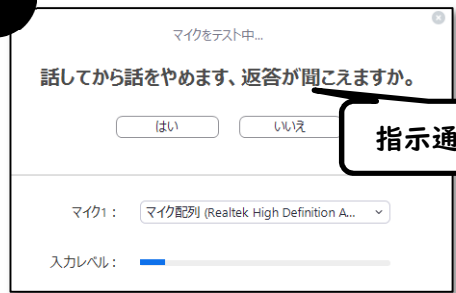 マイクをテスト中...
話してから話をやめます、返答が聞こえますか。
はい
いいえ
指示通
マイク1：
マイク配列 (Realtek High Definition A...
入力レベル：